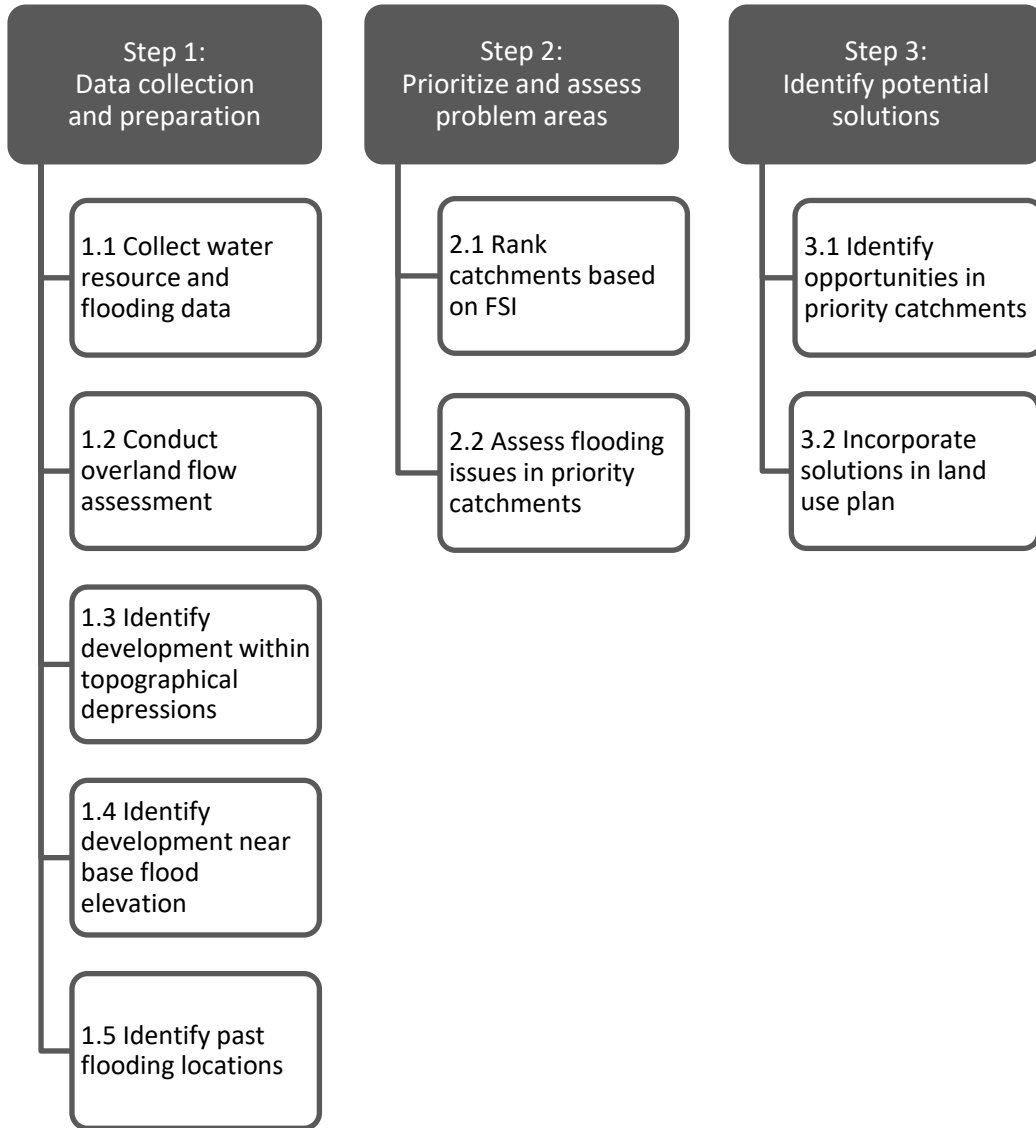 Step 1:
Data collection
and preparation
1.1 Collect water
resource and
flooding data
1.2 Conduct
overland flow
assessment
1.3 Identify
development within
topographical
depressions
1.4 Identify
development near
base flood
elevation
1.5 Identify past
flooding locations
Step 2:
Prioritize and assess
problem areas
2.1 Rank
catchments based
on FSI
2.2 Assess flooding
issues in priority
catchments
Step 3:
Identify potential
solutions
3.1 Identify
opportunities in
priority catchments
3.2 Incorporate
solutions in land
use plan